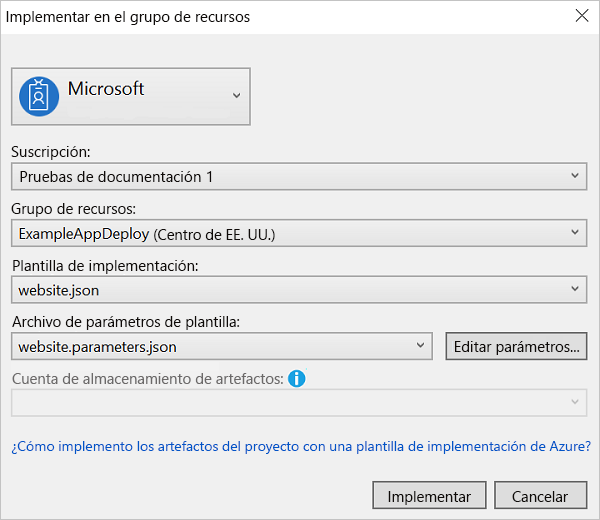 Implementar en el grupo de recursos
Microsoft
Suscripción:
Pruebas de documentación 1
Grupo de recursos:
ExampleAppDeploy (Centro de EE. UU.)
Plantilla de implementación:
website.json
Archivo de parámetros de plantilla:
website.parameters.json
Editar parámetros...
Cuenta de almacenamiento de artefactos:
¿Cómo implemento los artefactos del proyecto con una plantilla de implementación de Azure?
Implementar
Cancelar